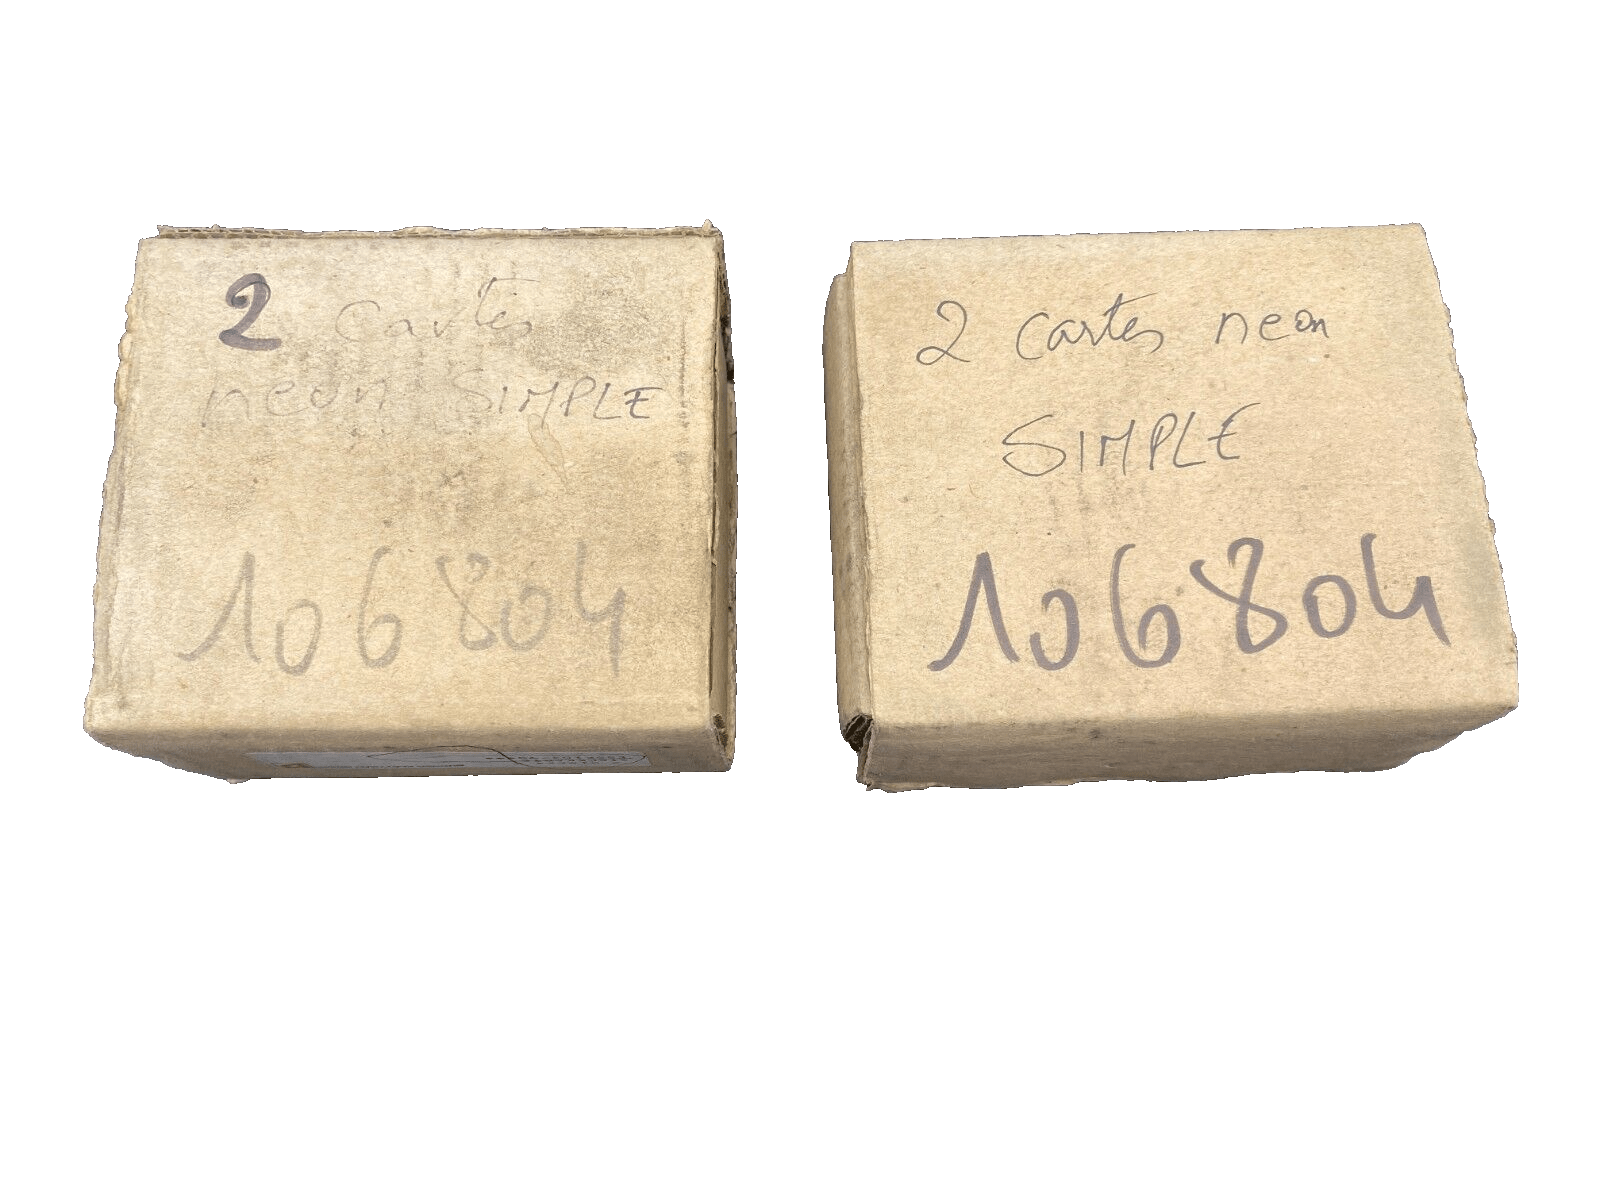 2 cartes
neon SIMPLE
106804
2 cartes neon
SIMPLE
106804